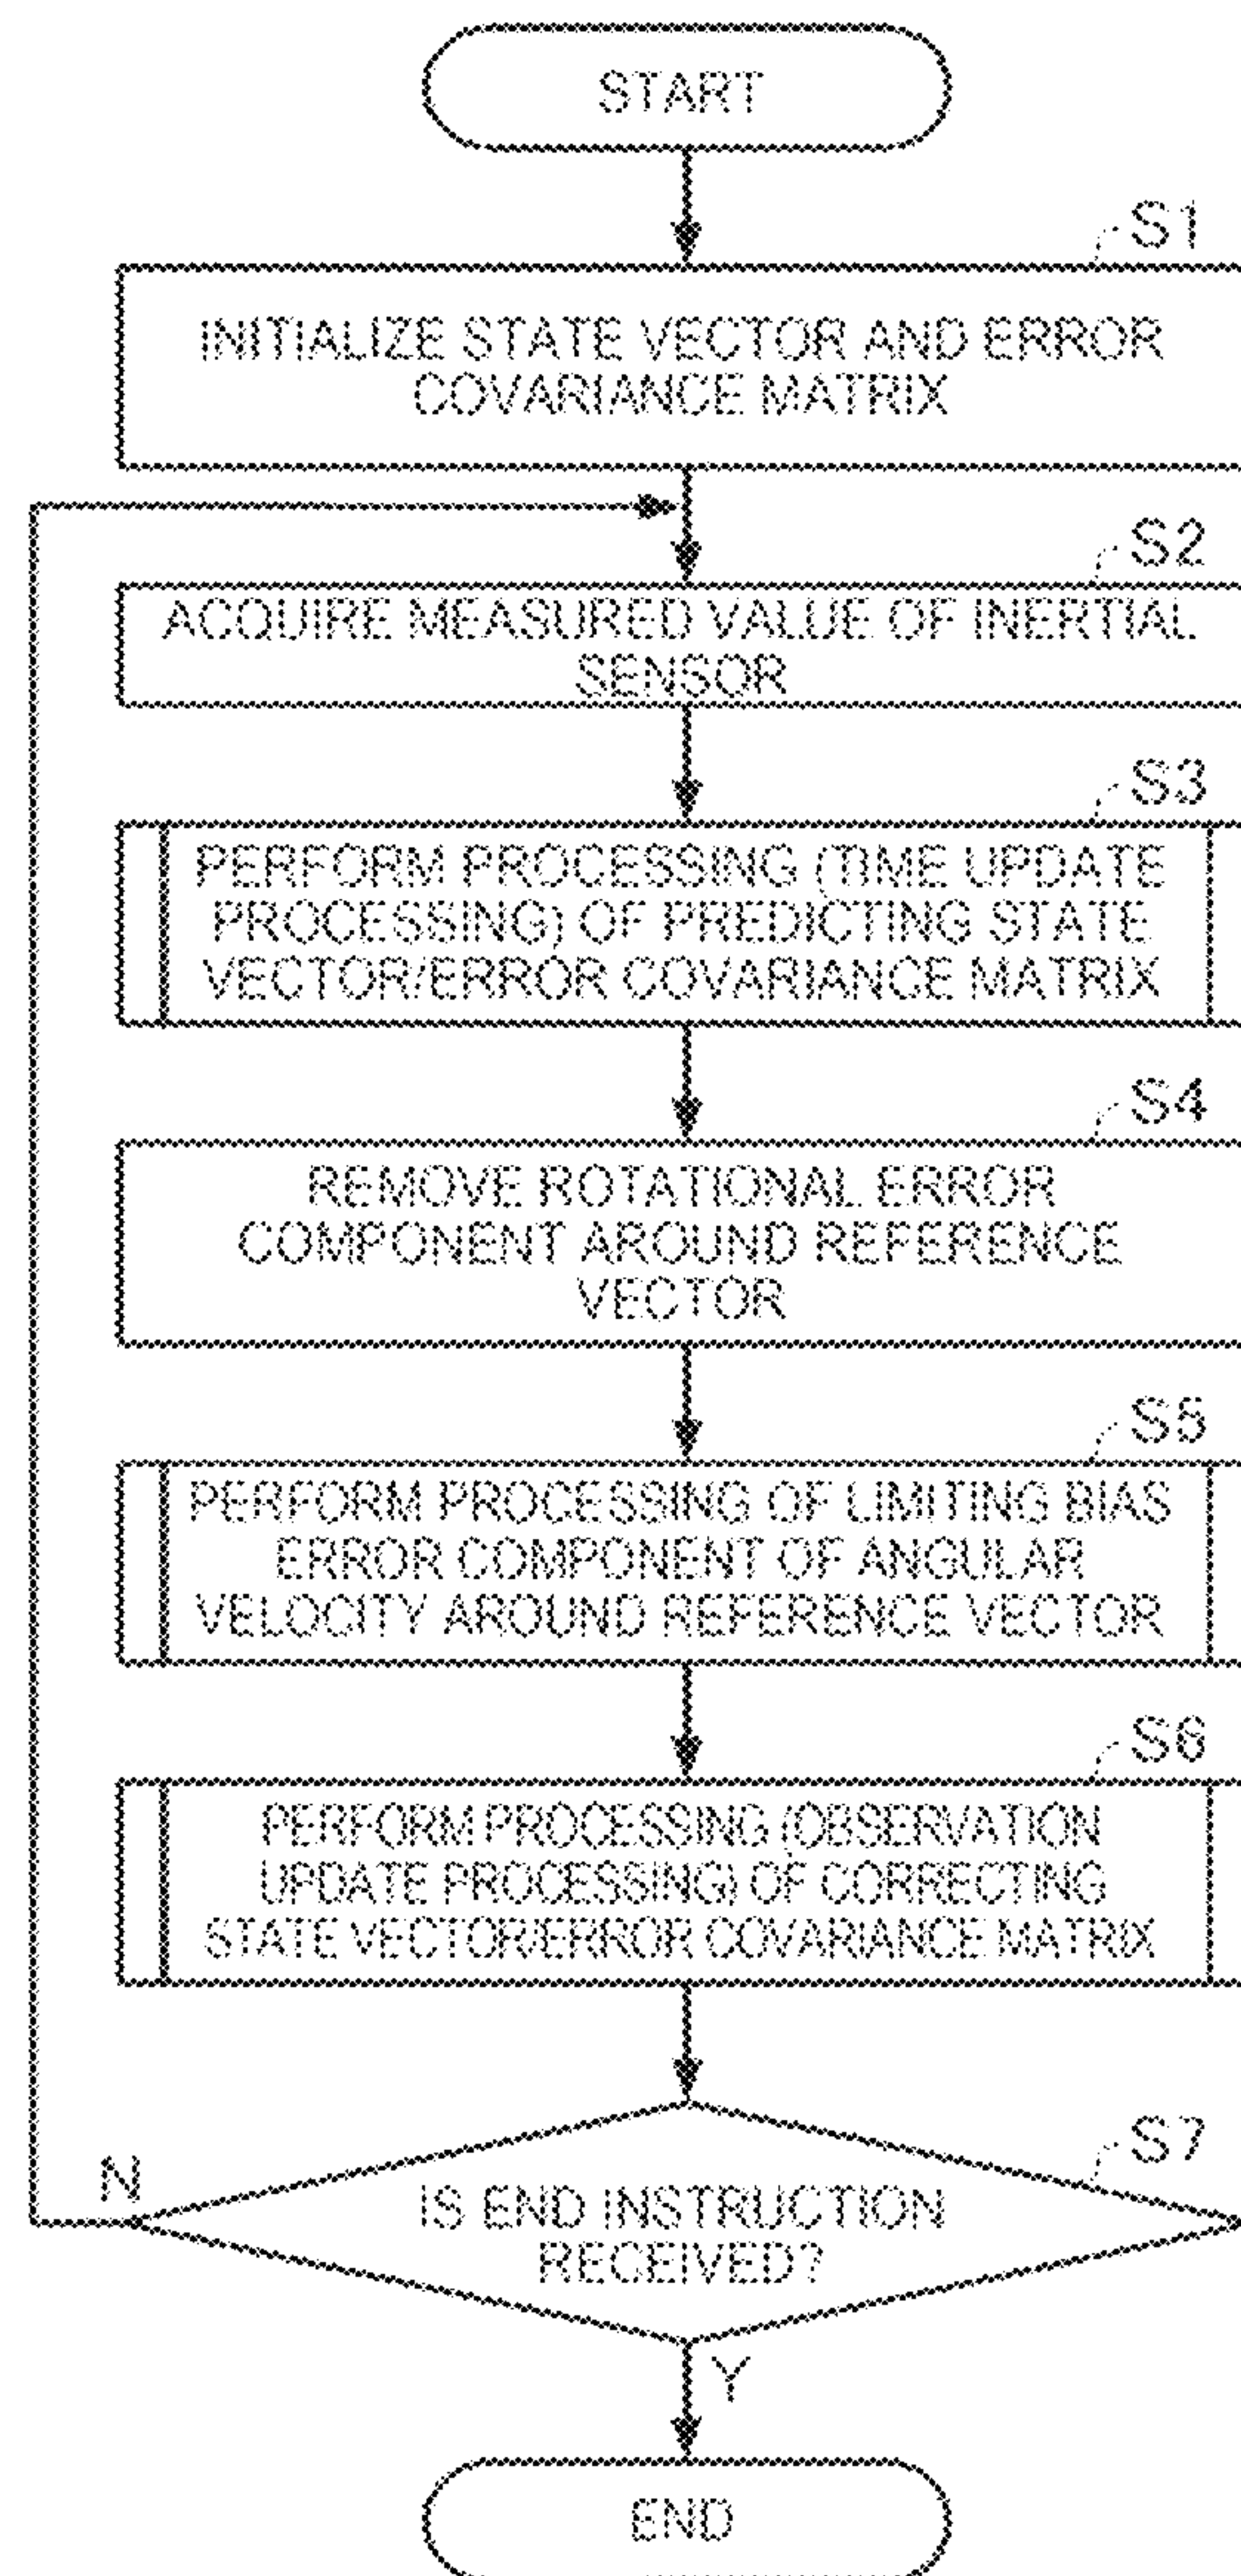 START
S1
INITIALIZE STATE VECTOR AND ERROR
COVARIANCE MATRIX
S2
ACQUIRE MEASURED VALUE OF INERTIAL
SENSOR
S3
PERFORM PROCESSING (TIME UPDATE
PROCESSING) OF PREDICTING STATE
VECTOR/ERROR COVARIANCE MATRIX
S4
REMOVE ROTATIONAL ERROR
COMPONENT AROUND REFERENCE
VECTOR
S5
PERFORM PROCESSING OF LIMITING BIAS
ERROR COMPONENT OF ANGULAR
VELOCITY AROUND REFERENCE VECTOR
S6
PERFORM PROCESSING (OBSERVATION
UPDATE PROCESSING) OF CORRECTING
STATE VECTOR/ERROR COVARIANCE MATRIX
S7
N
IS END INSTRUCTION
RECEIVED?
Y
END